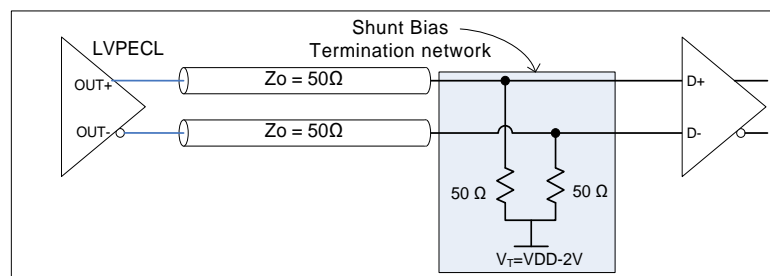 Shunt Bias
Termination network
LVPECL
OUT+
Zo = 50Ω
D+
OUT-
Zo = 50Ω
D-
50 Ω
50 Ω
VT=VDD-2V